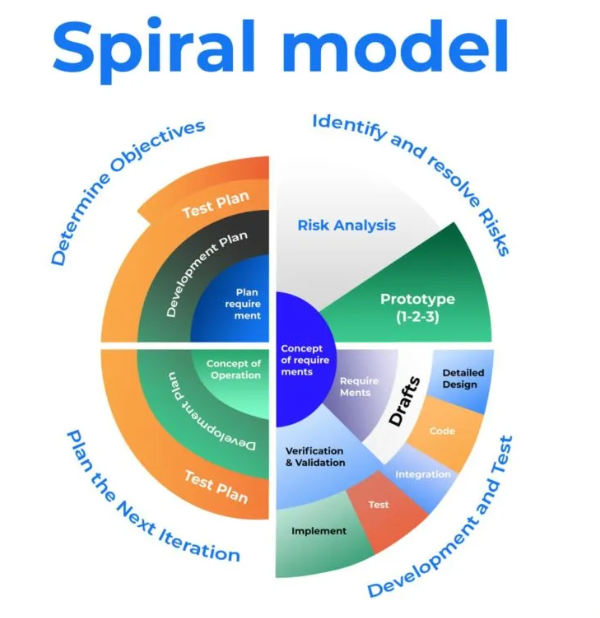 Spiral model
Determine Objectives
Identify and resolve Risks
Test Plan
Development Plan
Plan
require
ment
Risk Analysis
Prototype
(1-2-3)
Concept
of require
ments
Concept of
Operation
Development Plan
Test Plan
Require
Ments
Drafts
Detailed
Design
Code
Integration
Verification
& Validation
Test
Implement
Plan the Next Iteration
Development and Test